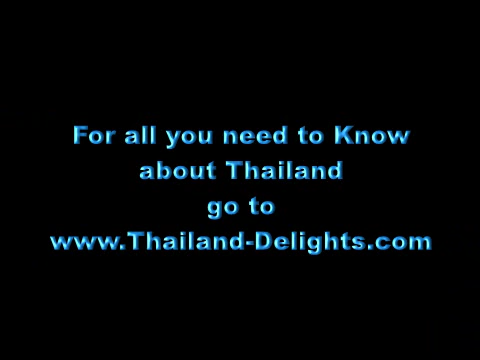 For all you need to Know
about Thailand
go to
www.Thailand-Delights.com